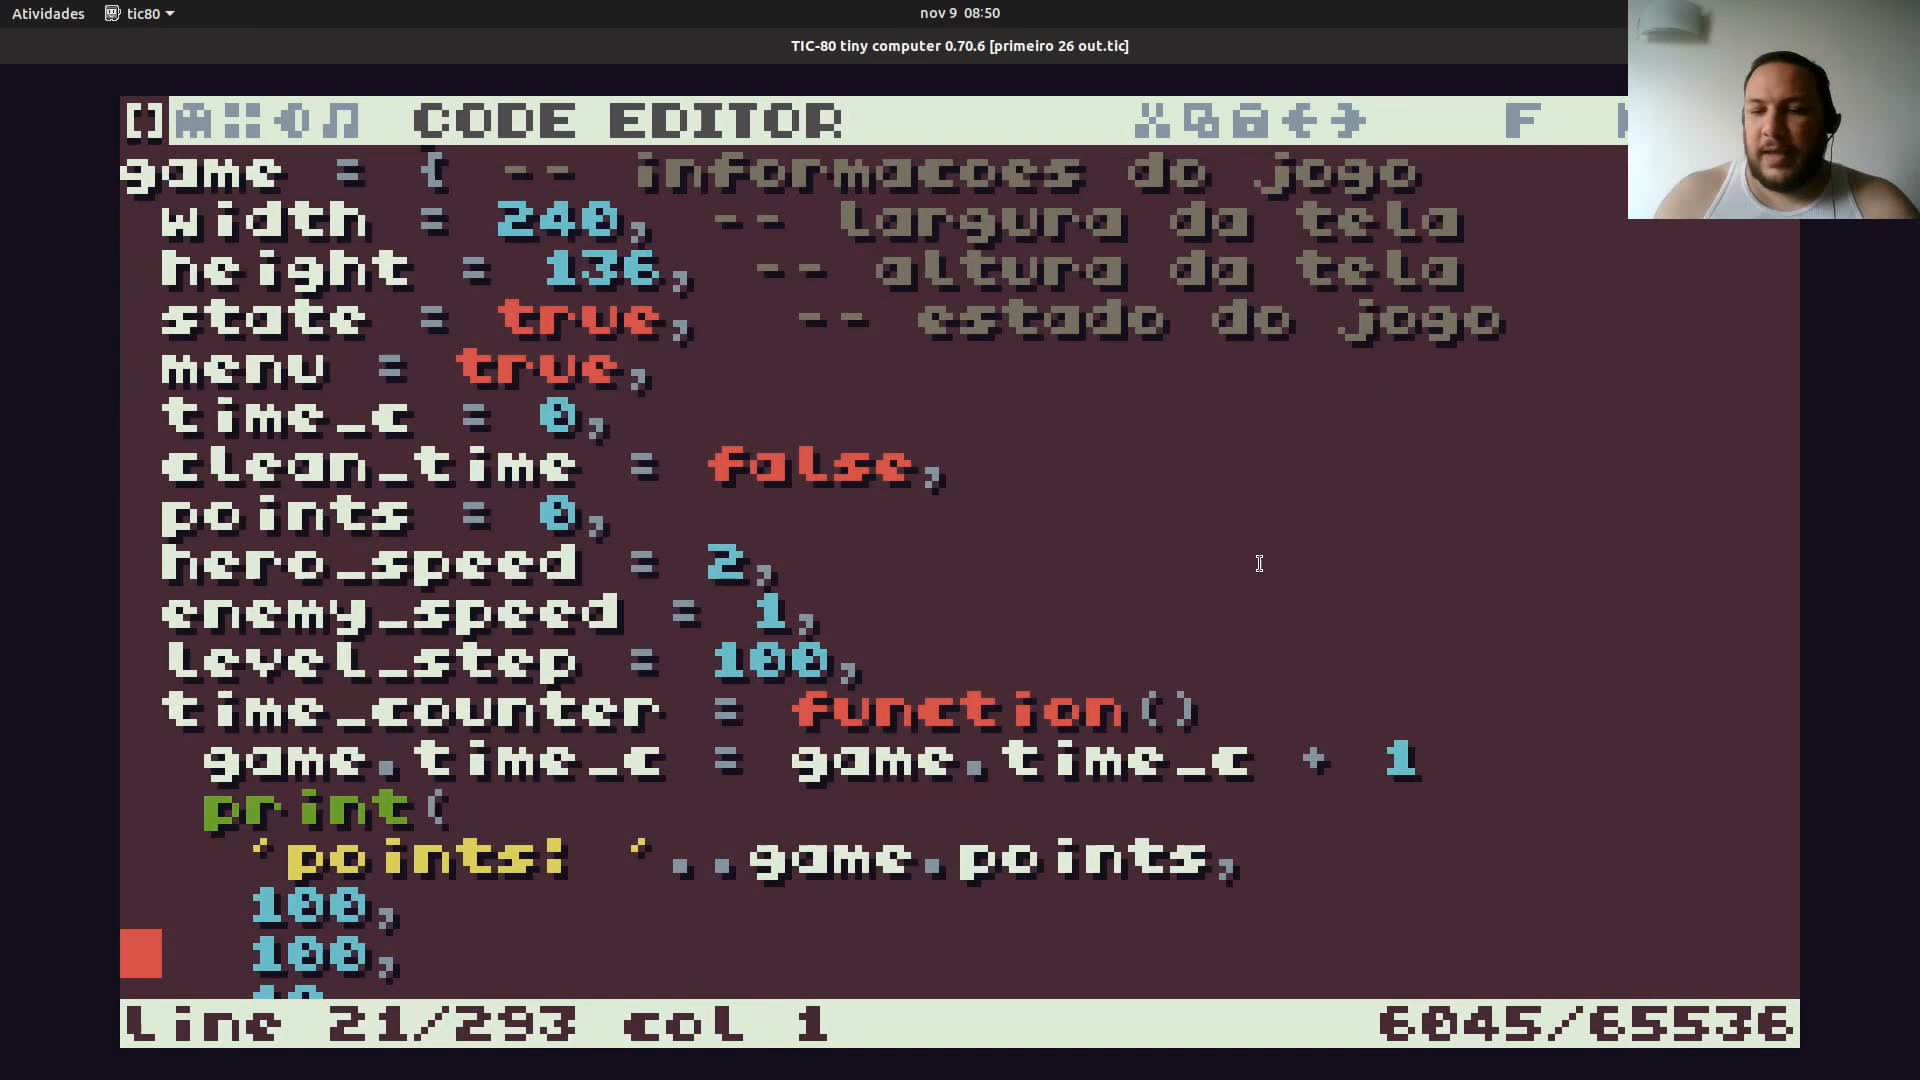 Atividades tic80 nov 9 08:50
TIC-80 tiny computer 0.70.6 [primeiro 26 out.tic]
CODE EDITOR F
game = { -- informacoes do jogo
width = 240, -- largura da tela
height = 136, -- altura da tela
state = true, -- estado do jogo
menu = true,
time_c = 0,
clean_time = false,
points = 0,
hero_speed = 2,
enemy_speed = 1,
level_step = 100,
time_counter = function()
game.time_c = game.time_c + 1
print(
'points: '..game.points,
100,
100,
line 21/293 col 1 6045/65536